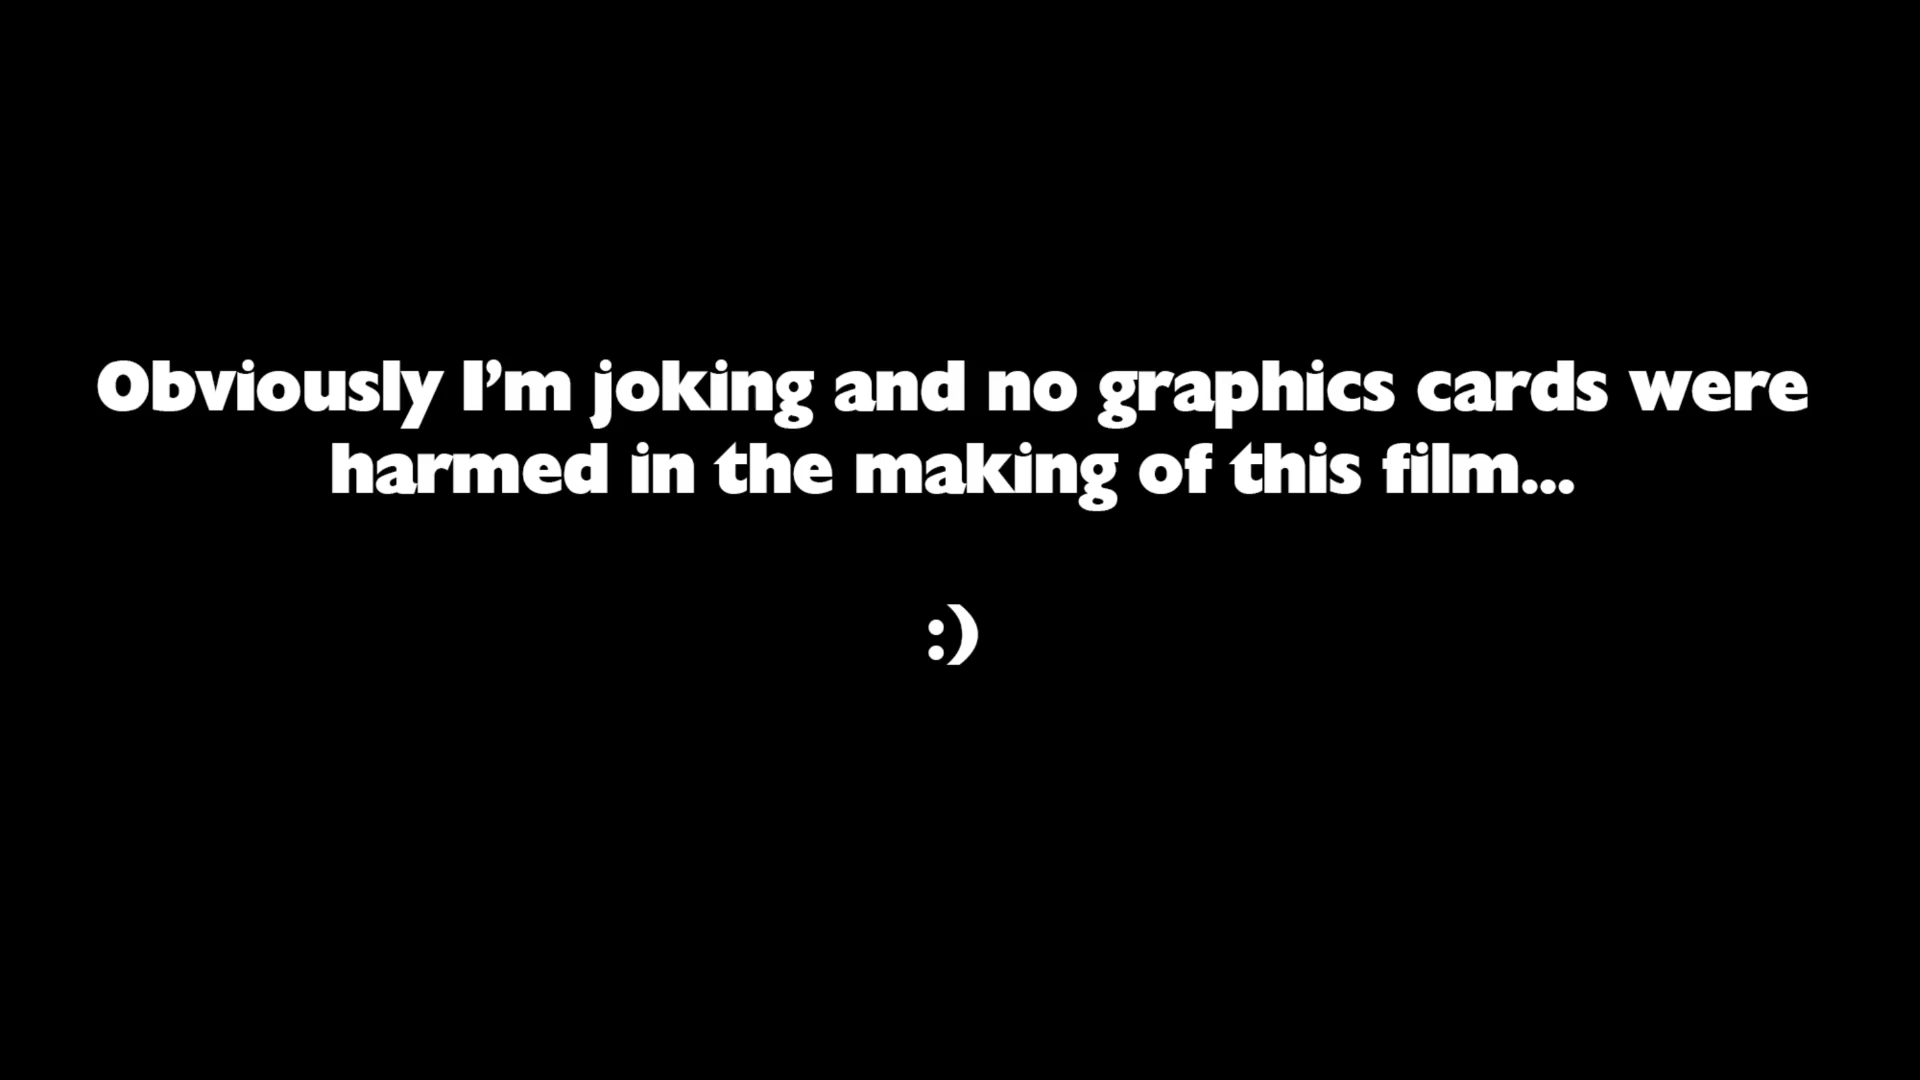 Obviously I’m joking and no graphics cards were
harmed in the making of this film...
:)